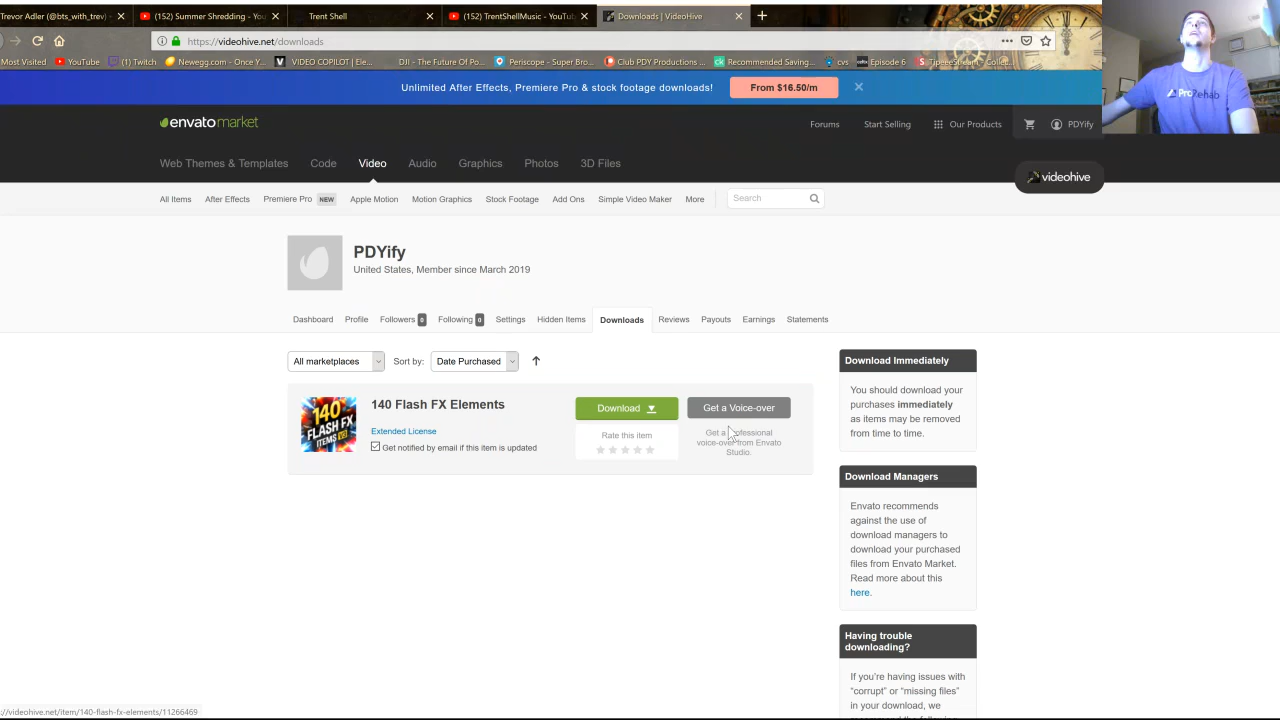 Trevor Adler (@bts_with_trev)
(152) Summer Shredding - You
Trent Shell
(152) TrentShellMusic - YouTub
Downloads | VideoHive
https://videohive.net/downloads
Most Visited
YouTube
(1) Twitch
Newegg.com - Once Y...
VIDEO COPILOT | Ele...
DJI - The Future Of Po...
Periscope - Super Bro...
Club PDY Productions ...
Recommended Saving...
cvs
Episode 6
Unlimited After Effects, Premiere Pro & stock footage downloads!
From $16.50/m
envatomarket
Forums
Start Selling
Our Products
PDYify
ProRehab
Web Themes & Templates
Code
Video
Audio
Graphics
Photos
3D Files
videohive
All Items
After Effects
Premiere Pro NEW
Apple Motion
Motion Graphics
Stock Footage
Add Ons
Simple Video Maker
More
Search
PDYify
United States, Member since March 2019
Dashboard
Profile
Followers 0
Following 0
Settings
Hidden Items
Downloads
Reviews
Payouts
Earnings
Statements
All marketplaces
Sort by:
Date Purchased
140 FLASH FX ITEMS V3
140 Flash FX Elements
Extended License
Get notified by email if this item is updated
Download
Rate this item
Get a Voice-over
Get a professional
voice-over from Envato
Studio.
Download Immediately
You should download your
purchases immediately
as items may be removed
from time to time.
Download Managers
Envato recommends
against the use of
download managers to
download your purchased
files from Envato Market.
Read more about this
here.
Having trouble
downloading?
If you're having issues with
"corrupt" or "missing files"
in your download, we
://videohive.net/item/140-flash-fx-elements/11266469